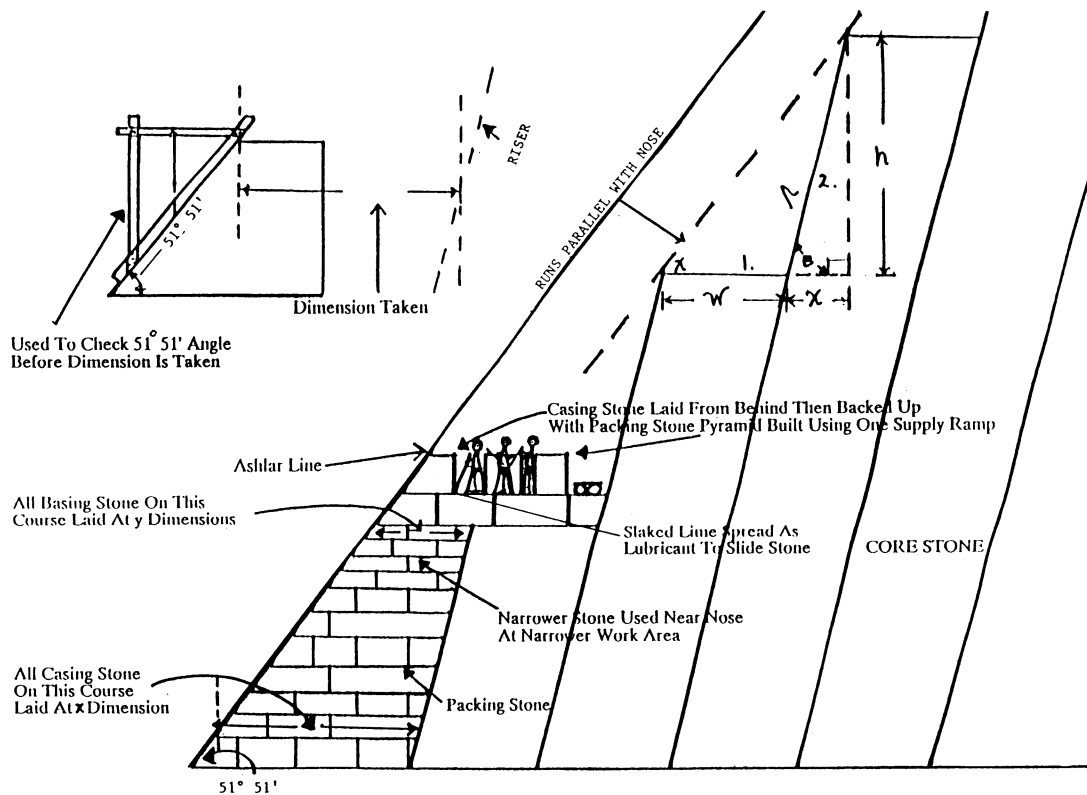 RISER
51° 51'
Dimension Taken
Used To Check 51° 51' Angle
Before Dimension Is Taken
RUNS PARALLEL WITH NOSE
h
2.
r
θ
x
1.
w
x
Casing Stone Laid From Behind Then Backed Up
With Packing Stone Pyramid Built Using One Supply Ramp
Ashlar Line
All Basing Stone On This
Course Laid At y Dimensions
Slaked Lime Spread As
Lubricant To Slide Stone
CORE STONE
Narrower Stone Used Near Nose
At Narrower Work Area
All Casing Stone
On This Course
Laid At x Dimension
Packing Stone
51° 51'